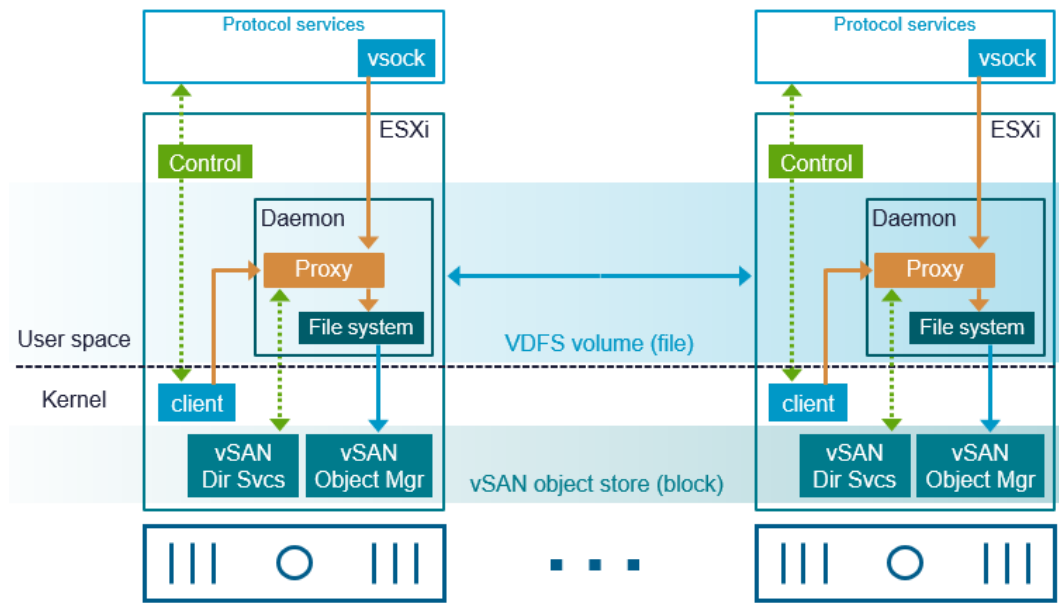 Protocol services
vsock
ESXi
Control
Daemon
Proxy
File system
client
vSAN
Dir Svcs
vSAN
Object Mgr
User space
Kernel
VDFS volume (file)
vSAN object store (block)
Protocol services
vsock
ESXi
Control
Daemon
Proxy
File system
client
vSAN
Dir Svcs
vSAN
Object Mgr